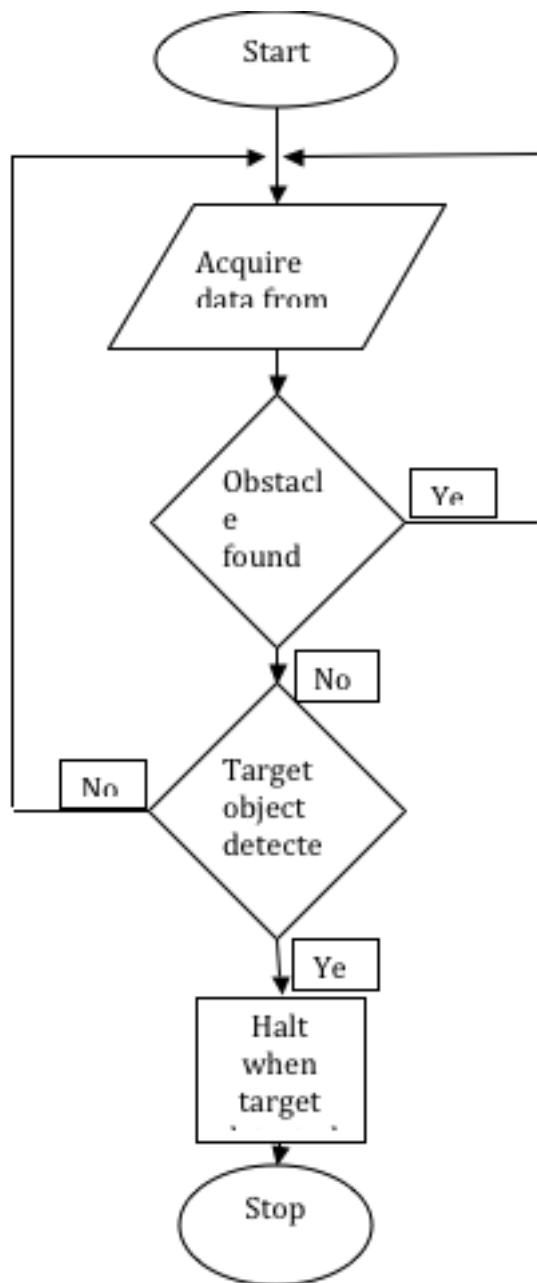 Start
Acquire
data from
Obstacl
e
found
Ye
No
Target
object
detecte
No
Ye
Halt
when
target
Stop